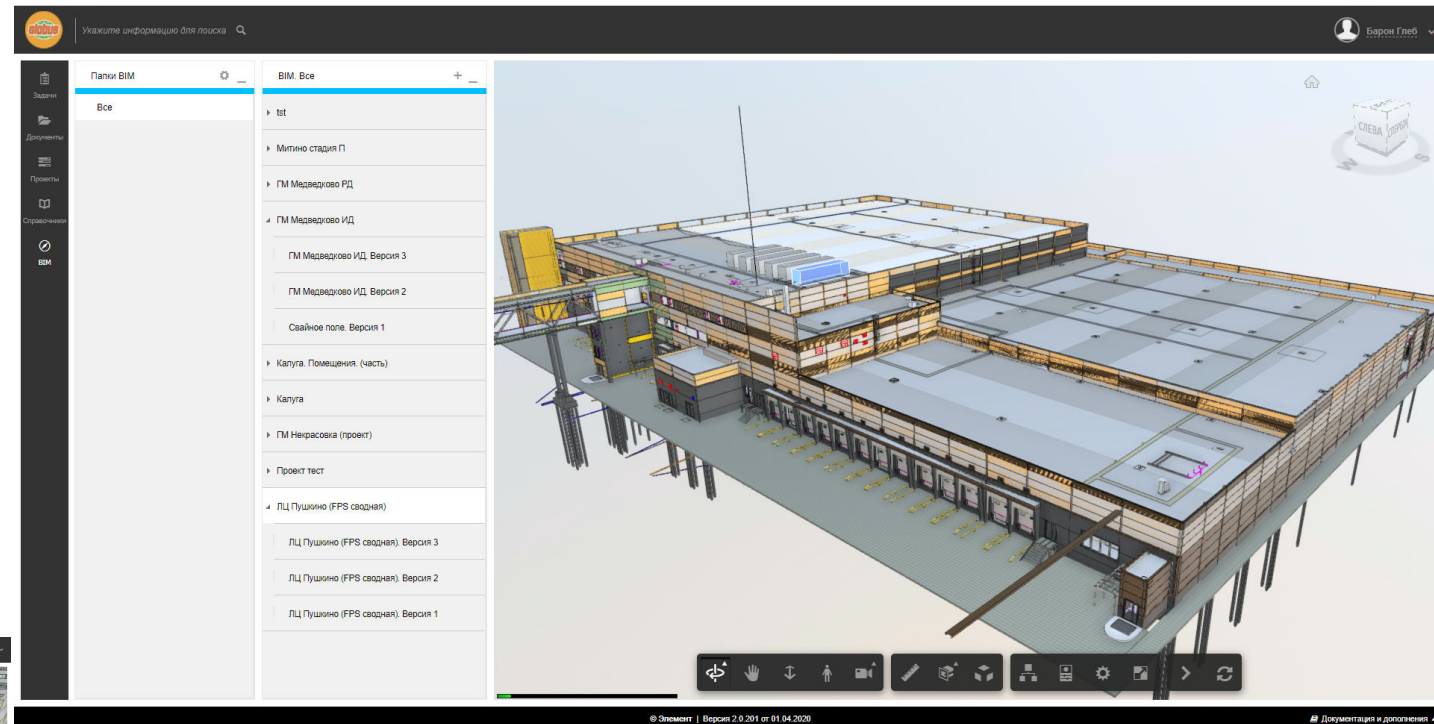 globus
Укажите информацию для поиска
Барон Глеб
Задачи
Документы
Проекты
Справочники
BIM
Папки BIM
Все
BIM. Все
tst
Митино стадия П
ГМ Медведково РД
ГМ Медведково ИД
ГМ Медведково ИД. Версия 3
ГМ Медведково ИД. Версия 2
Свайное поле. Версия 1
Калуга. Помещения. (часть)
Калуга
ГМ Некрасовка (проект)
Проект тест
ЛЦ Пушкино (FPS сводная)
ЛЦ Пушкино (FPS сводная). Версия 3
ЛЦ Пушкино (FPS сводная). Версия 2
ЛЦ Пушкино (FPS сводная). Версия 1
СЛЕВА
W
S
© Элемент | Версия 2.0.201 от 01.04.2020
Документация и дополнения